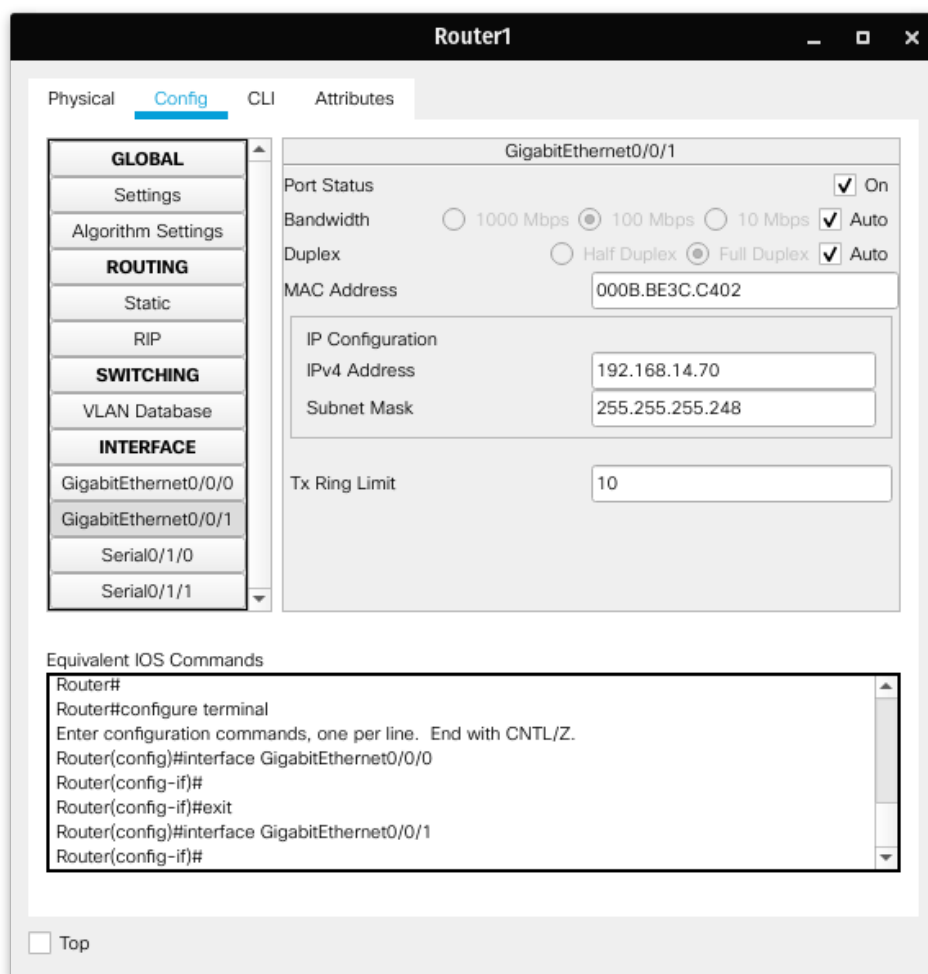 Router1
Physical Config CLI Attributes
GLOBAL
Settings
Algorithm Settings
ROUTING
Static
RIP
SWITCHING
VLAN Database
INTERFACE
GigabitEthernet0/0/0
GigabitEthernet0/0/1
Serial0/1/0
Serial0/1/1
GigabitEthernet0/0/1
Port Status On
Bandwidth 1000 Mbps 100 Mbps 10 Mbps Auto
Duplex Half Duplex Full Duplex Auto
MAC Address 000B.BE3C.C402
IP Configuration
IPv4 Address 192.168.14.70
Subnet Mask 255.255.255.248
Tx Ring Limit 10
Equivalent IOS Commands
Router#
Router#configure terminal
Enter configuration commands, one per line. End with CNTL/Z.
Router(config)#interface GigabitEthernet0/0/0
Router(config-if)#
Router(config-if)#exit
Router(config)#interface GigabitEthernet0/0/1
Router(config-if)#
Top